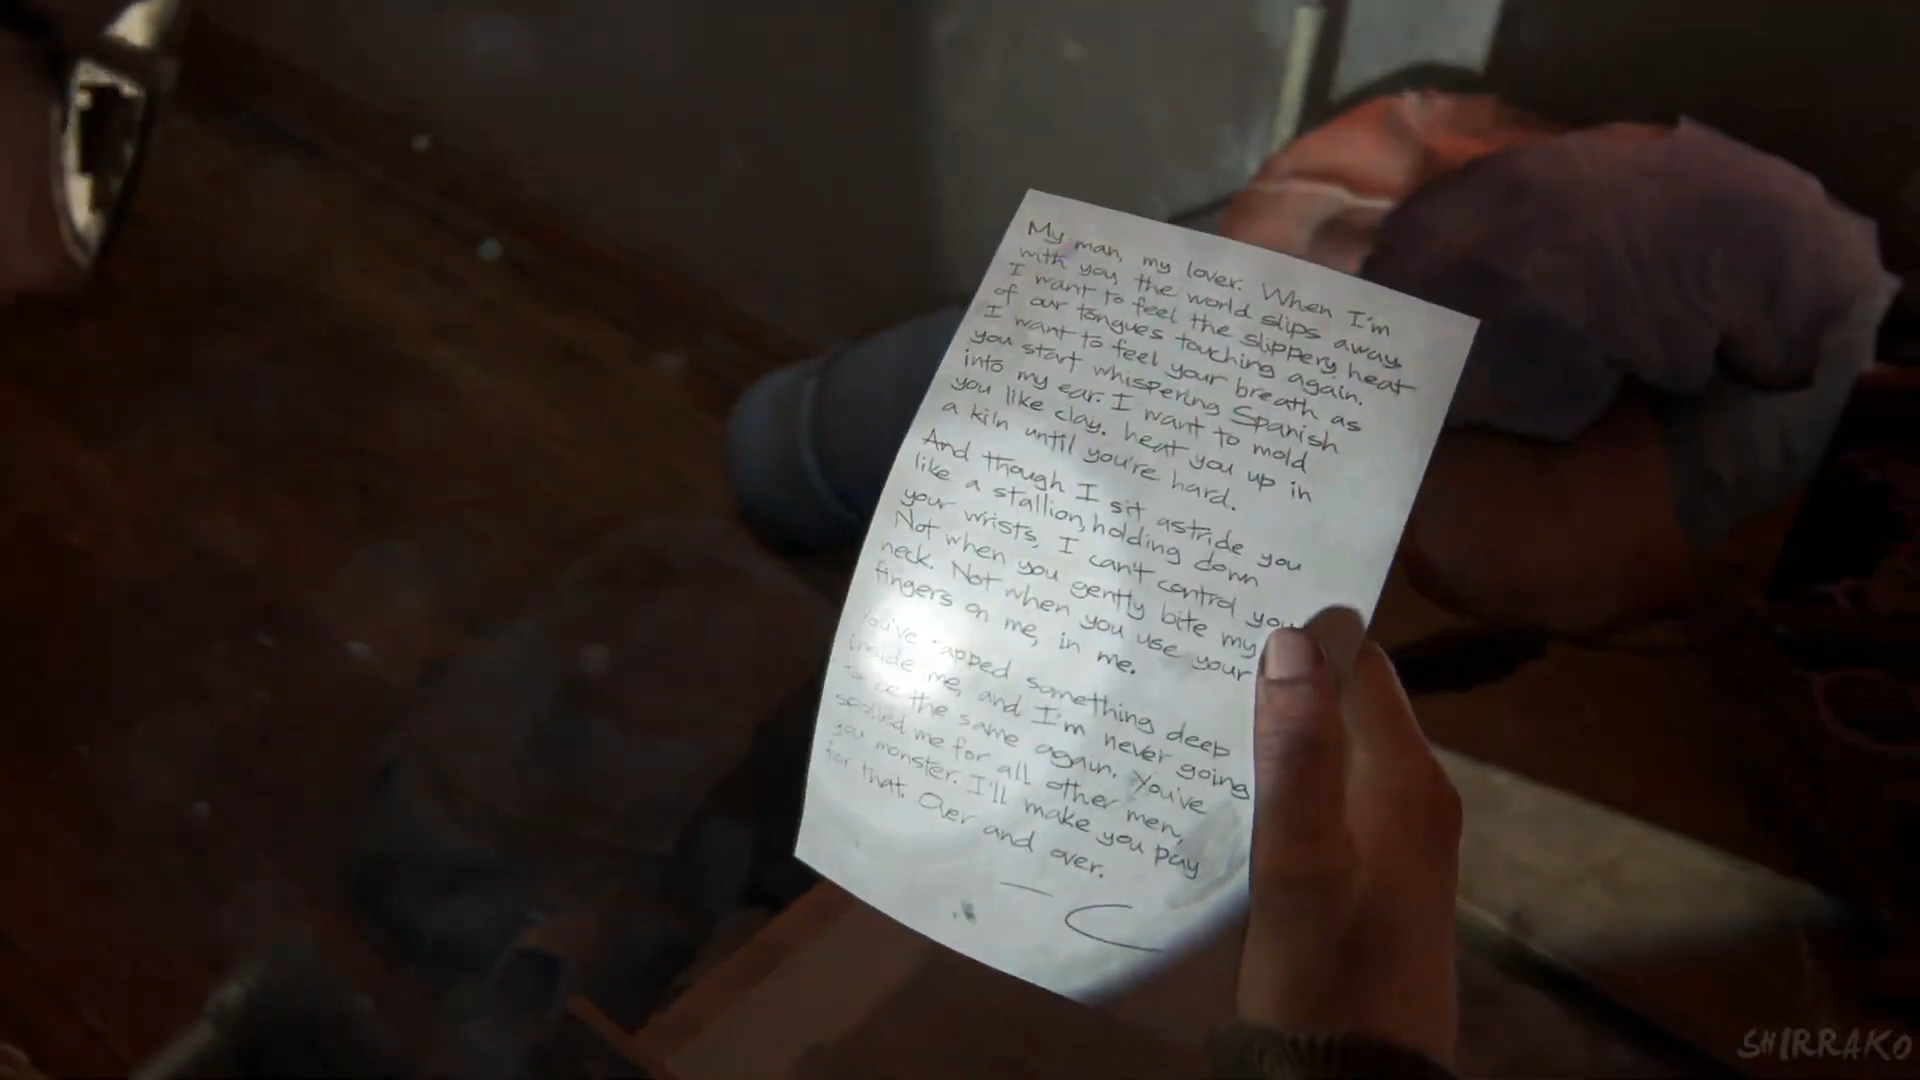 My man, my lover. When I'm
with you, the world slips away.
I want to feel the slippery heat
of our tongues touching again.
I want to feel your breath as
you start whispering Spanish
into my ear. I want to mold
you like clay. heat you up in
a kiln until you're hard.
And though I sit astride you
like a stallion, holding down
your wrists, I can't control you
Not when you gently bite my
neck. Not when you use your
fingers on me, in me.
You've tapped something deep
inside me, and I'm never going
to be the same again. You've
spoiled me for all other men,
you monster. I'll make you pay
for that. Over and over.
— C
SHIRRAKO